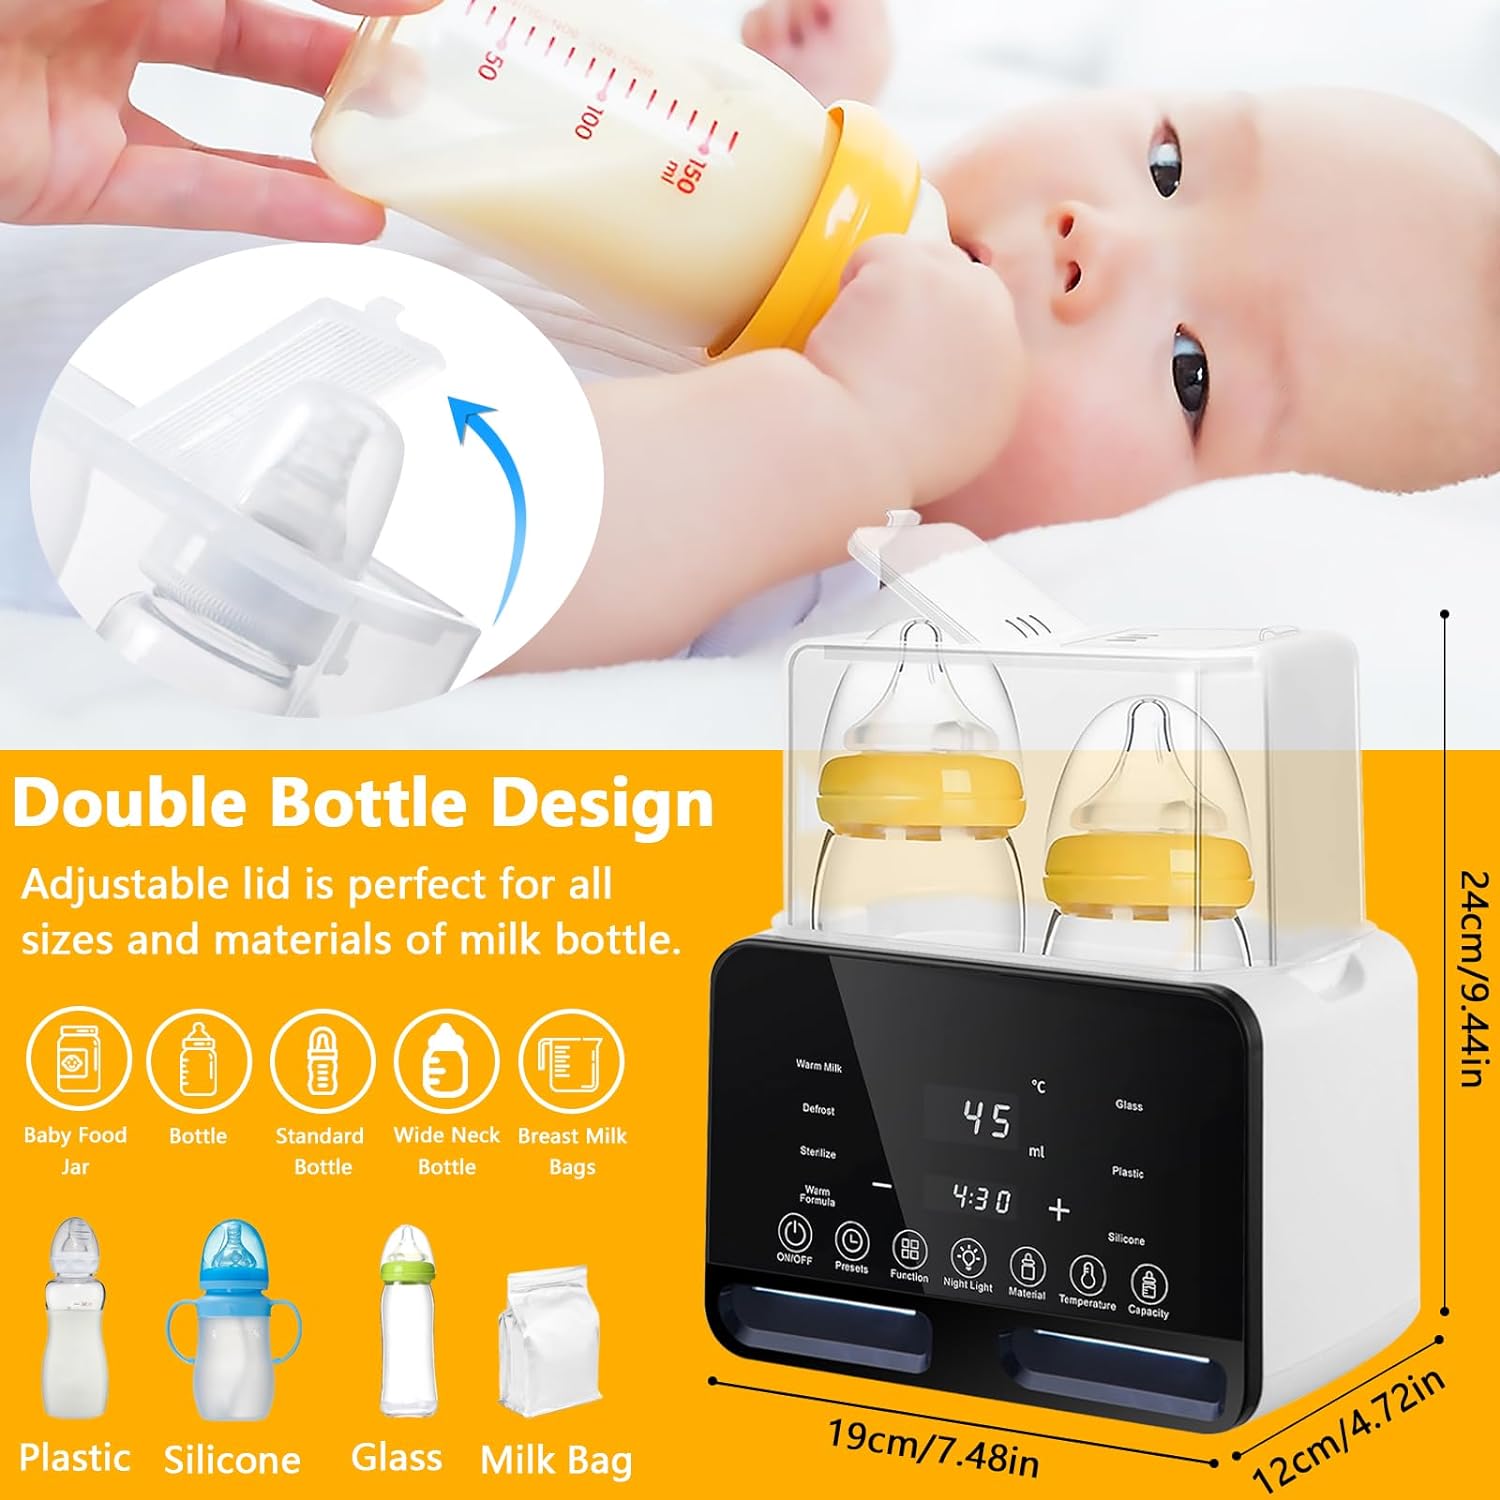 50
100
150
ml
Double Bottle Design
Adjustable lid is perfect for all
sizes and materials of milk bottle.
Baby Food
Jar
Bottle
Standard
Bottle
Wide Neck
Bottle
Breast Milk
Bags
Plastic
Silicone
Glass
Milk Bag
Warm Milk
Defrost
Sterilize
Warm
Formula
°C
45
ml
4:30
− +
Glass
Plastic
Silicone
ON/OFF
Presets
Function
Night Light
Material
Temperature
Capacity
24cm/9.44in
19cm/7.48in
12cm/4.72in